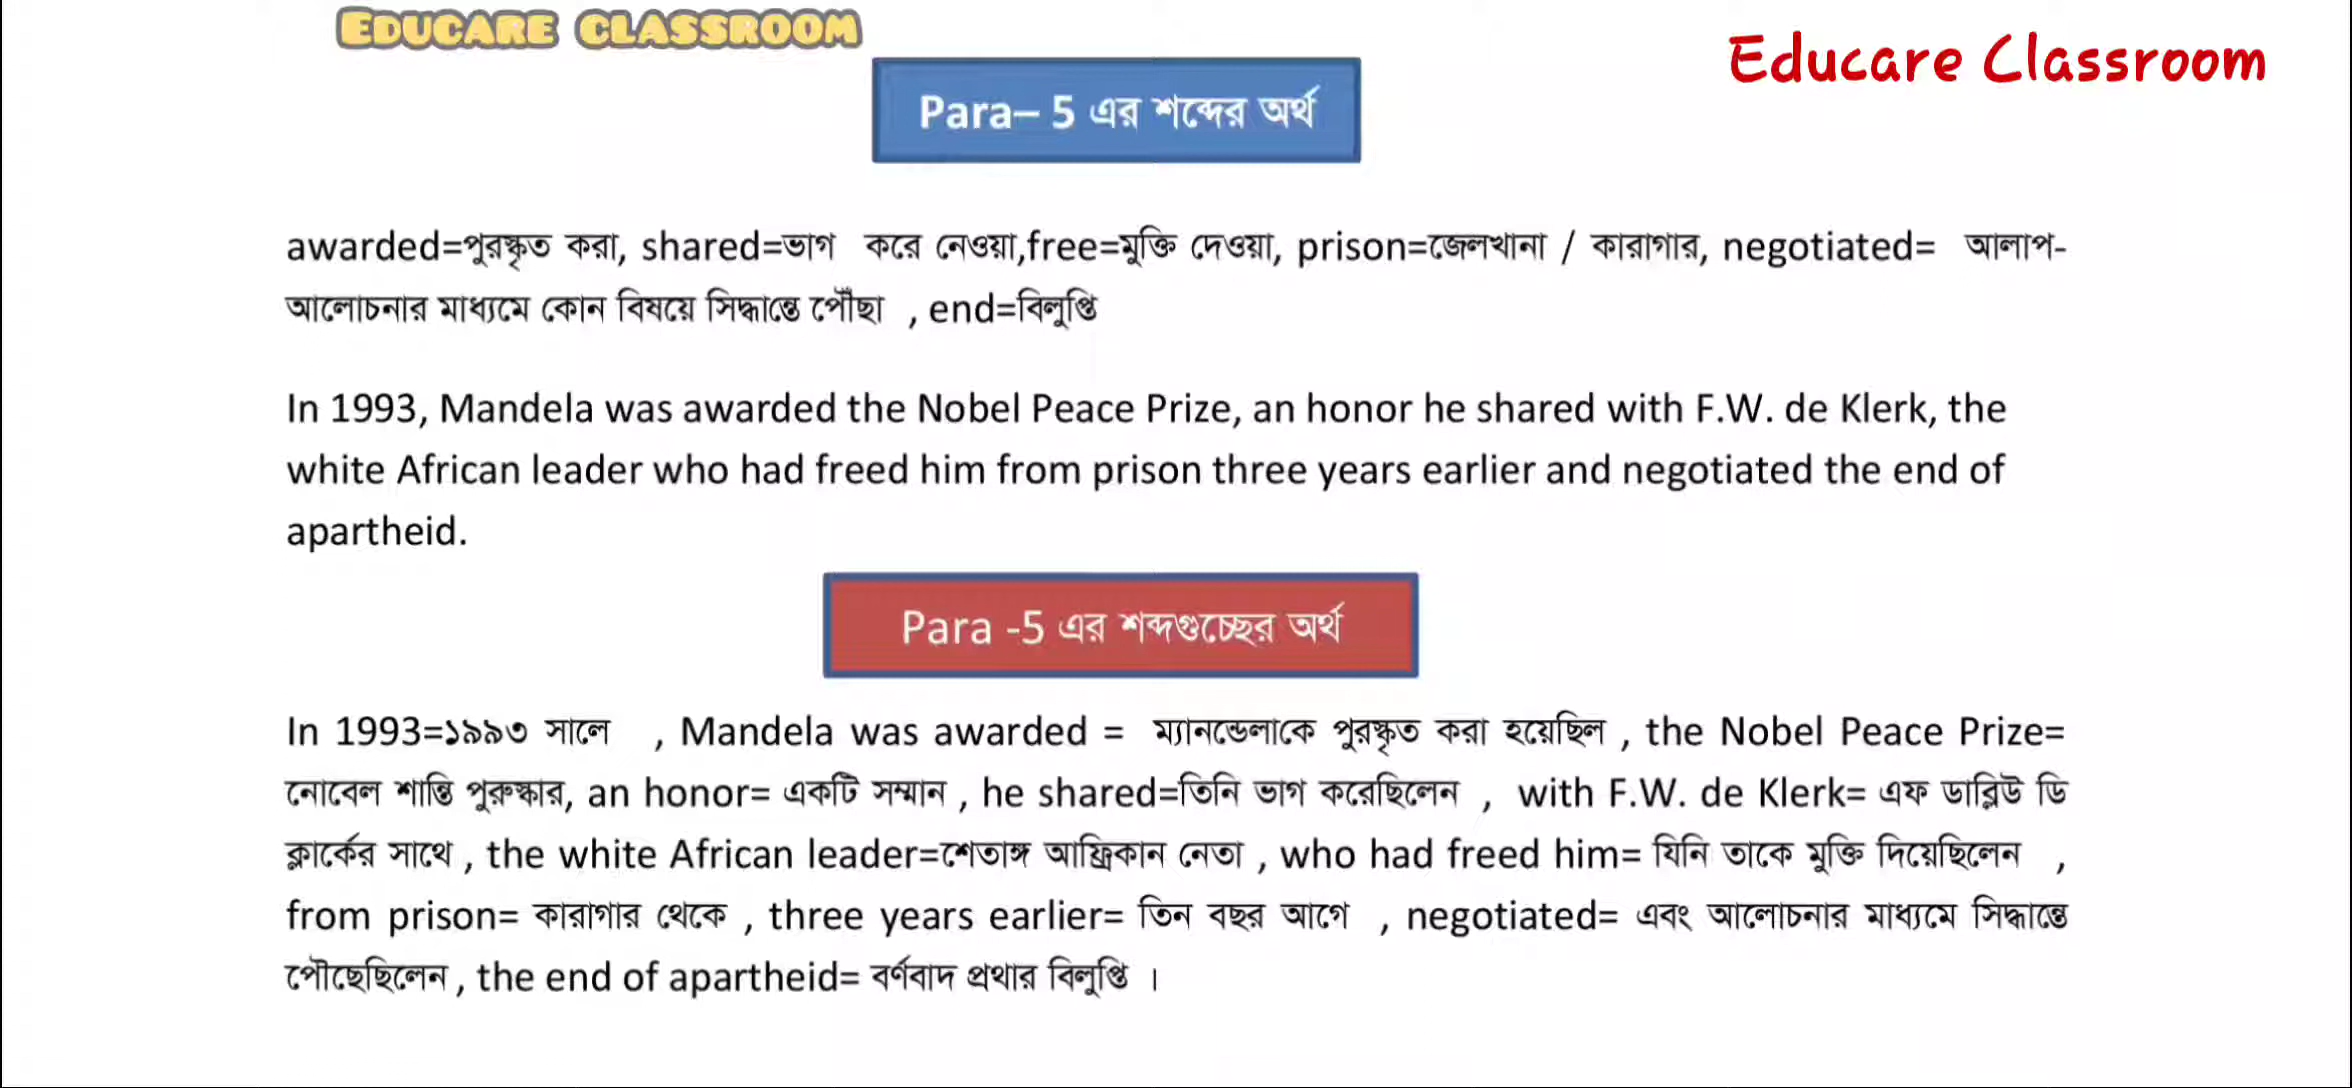 EDUCARE CLASSROOM
Educare Classroom
Para– 5 এর শব্দের অর্থ
awarded=পুরস্কৃত করা, shared=ভাগ করে নেওয়া,free=মুক্তি দেওয়া, prison=জেলখানা / কারাগার, negotiated= আলাপ-
আলোচনার মাধ্যমে কোন বিষয়ে সিদ্ধান্তে পৌঁছা , end=বিলুপ্তি
In 1993, Mandela was awarded the Nobel Peace Prize, an honor he shared with F.W. de Klerk, the
white African leader who had freed him from prison three years earlier and negotiated the end of
apartheid.
Para -5 এর শব্দগুচ্ছের অর্থ
In 1993=১৯৯৩ সালে , Mandela was awarded = ম্যানন্ডেলাকে পুরস্কৃত করা হয়েছিল , the Nobel Peace Prize=
নোবেল শান্তি পুরুস্কার, an honor= একটি সম্মান , he shared=তিনি ভাগ করেছিলেন , with F.W. de Klerk= এফ ডাব্লিউ ডি
ক্লার্কের সাথে , the white African leader=শেতাঙ্গ আফ্রিকান নেতা , who had freed him= যিনি তাকে মুক্তি দিয়েছিলেন ,
from prison= কারাগার থেকে , three years earlier= তিন বছর আগে , negotiated= এবং আলোচনার মাধ্যমে সিদ্ধান্তে
পৌছেছিলেন , the end of apartheid= বর্ণবাদ প্রথার বিলুপ্তি ।